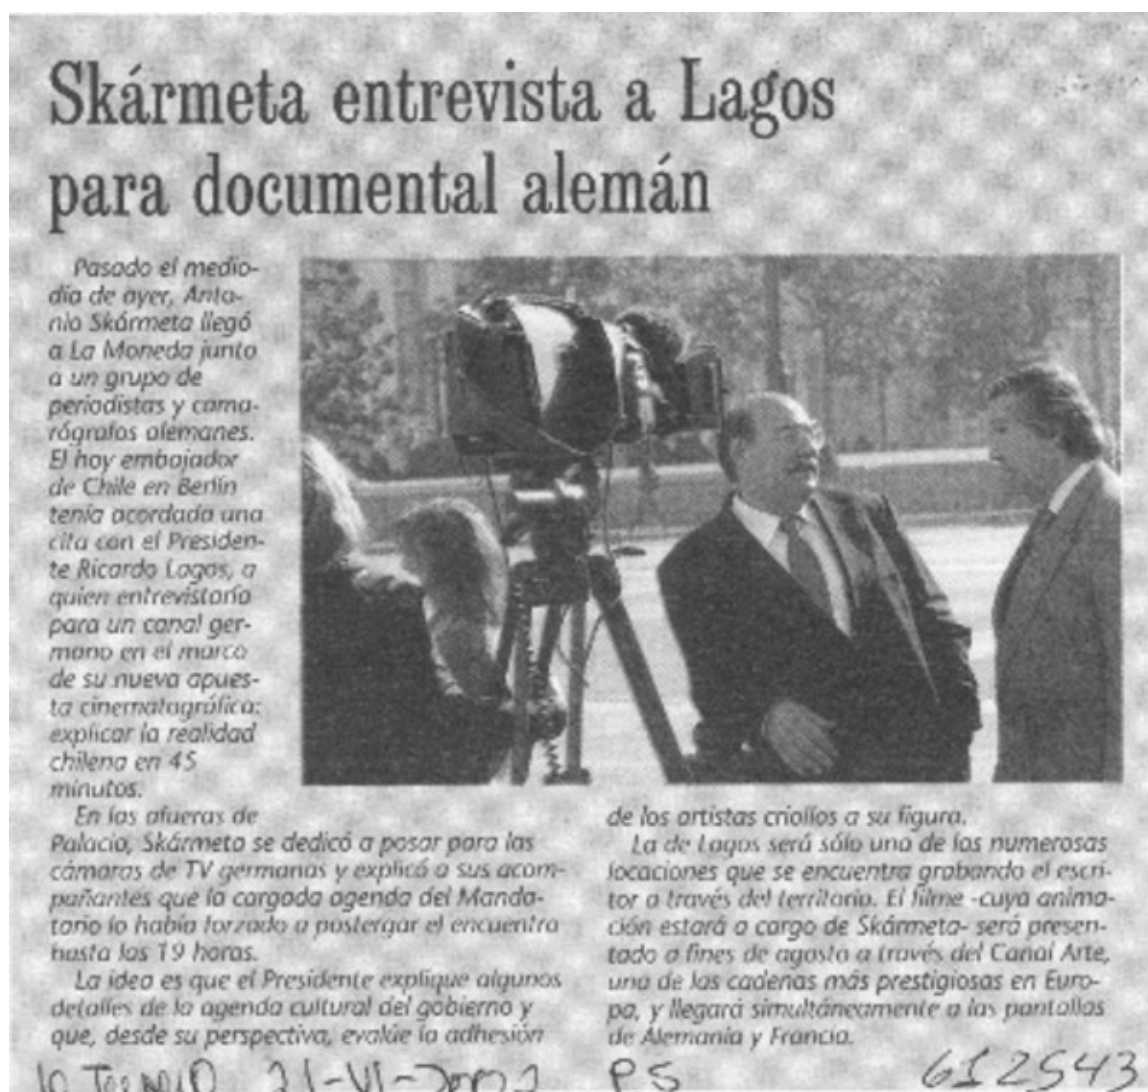 Skármeta entrevista a Lagos
para documental alemán
Pasado el medio-
día de ayer, Anto-
nio Skármeta llegó
a La Moneda junto
a un grupo de
periodistas y cama-
rógrafos alemanes.
El hoy embajador
de Chile en Berlín
tenía acordada una
cita con el Presiden-
te Ricardo Lagos, a
quien entrevistaría
para un canal ger-
mano en el marco
de su nueva apues-
ta cinematográfica:
explicar la realidad
chilena en 45
minutos.
En las afueras de
Palacio, Skármeta se dedicó a posar para las
cámaras de TV germanas y explicó a sus acom-
pañantes que la cargada agenda del Manda-
tario lo había forzado a postergar el encuentro
hasta las 19 horas.
La idea es que el Presidente explique algunos
detalles de la agenda cultural del gobierno y
que, desde su perspectiva, evalúe la adhesión
de los artistas criollos a su figura.
La de Lagos será sólo una de las numerosas
locaciones que se encuentra grabando el escri-
tor a través del territorio. El filme -cuya anima-
ción estará a cargo de Skármeta- será presen-
tado a fines de agosto a través del Canal Arte,
una de las cadenas más prestigiosas en Euro-
pa, y llegará simultáneamente a las pantallas
de Alemania y Francia.
21-VI- P5 612543